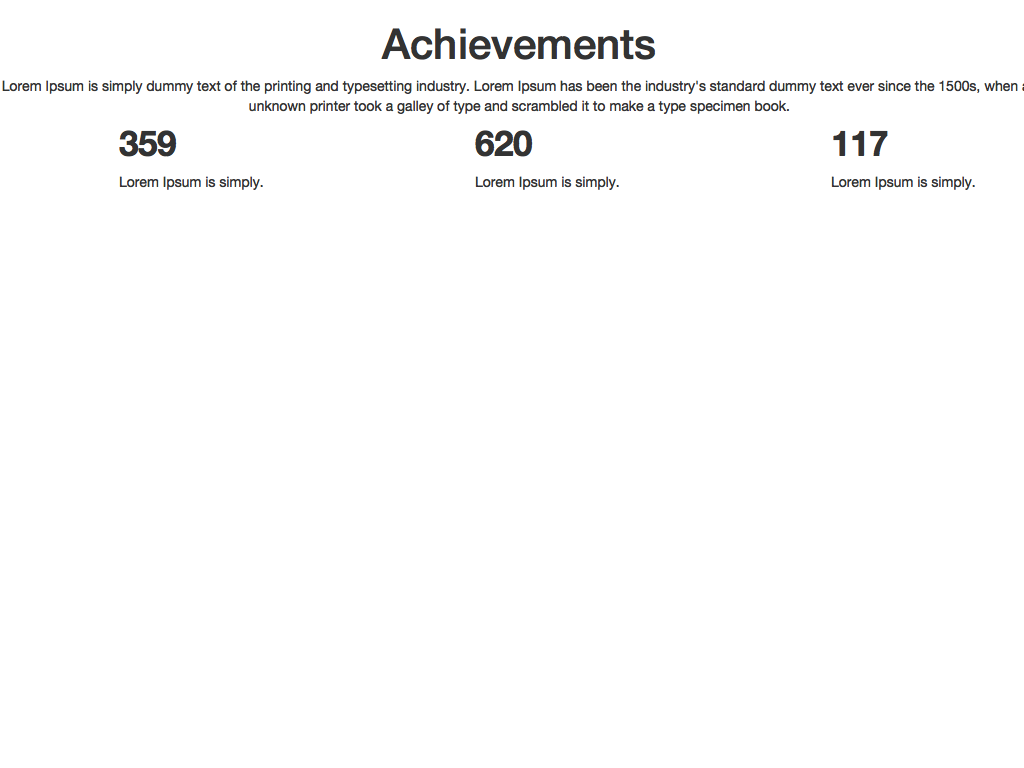 Achievements
Lorem Ipsum is simply dummy text of the printing and typesetting industry. Lorem Ipsum has been the industry's standard dummy text ever since the 1500s, when
unknown printer took a galley of type and scrambled it to make a type specimen book.
359
620
117
Lorem Ipsum is simply.
Lorem Ipsum is simply.
Lorem Ipsum is simply.